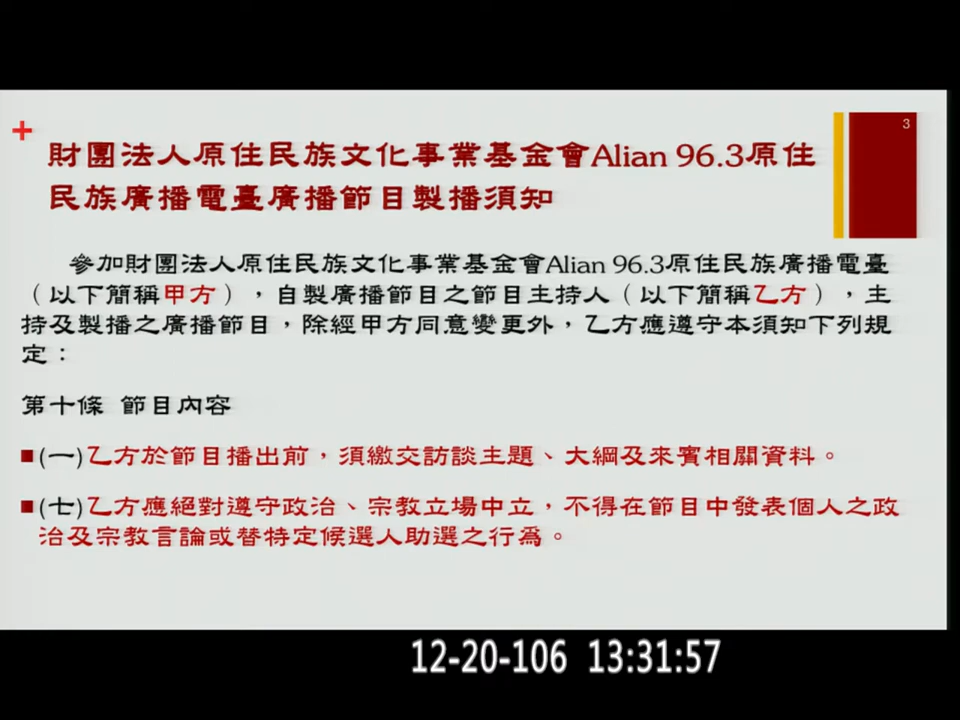 3
財團法人原住民族文化事業基金會Alian 96.3原住
民族廣播電臺廣播節目製播須知
參加財團法人原住民族文化事業基金會Alian 96.3原住民族廣播電臺
（以下簡稱甲方），自製廣播節目之節目主持人（以下簡稱乙方），主
持及製播之廣播節目，除經甲方同意變更外，乙方應遵守本須知下列規
定：
第十條 節目內容
(一)乙方於節目播出前，須繳交訪談主題、大綱及來賓相關資料。
(七)乙方應絕對遵守政治、宗教立場中立，不得在節目中發表個人之政
治及宗教言論或替特定候選人助選之行為。
12-20-106 13:31:57